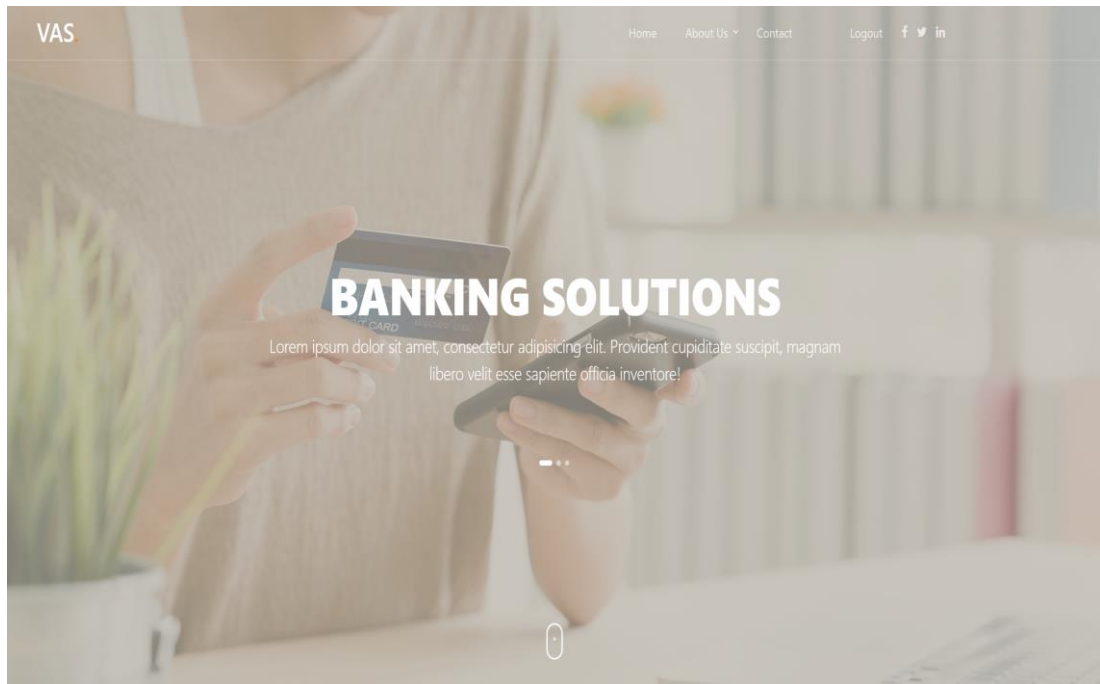 VAS.
Home About Us Contact Logout
BANKING SOLUTIONS
CARD
Lorem ipsum dolor sit amet, consectetur adipisicing elit. Provident cupiditate suscipit, magnam
libero velit esse sapiente officia inventore!